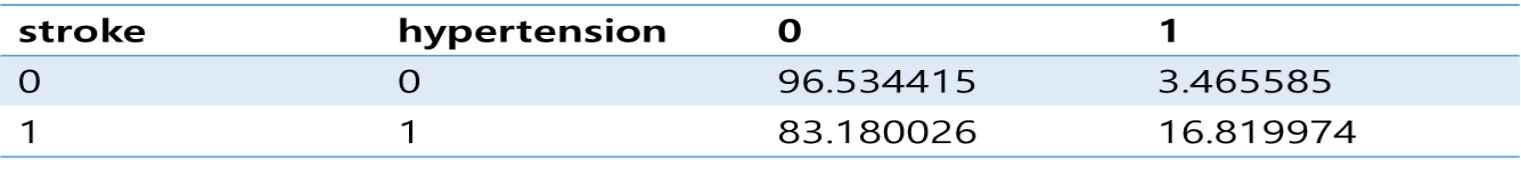 stroke hypertension 0 1
0 0 96.534415 3.465585
1 1 83.180026 16.819974